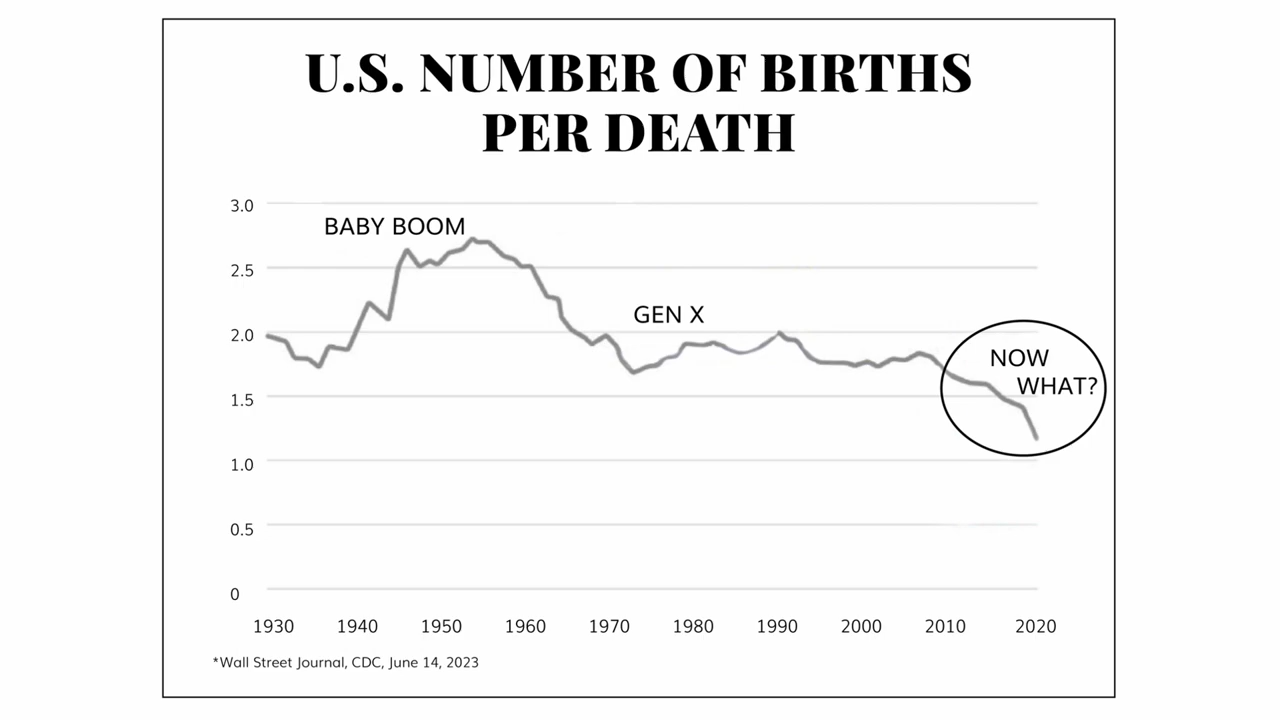 U.S. NUMBER OF BIRTHS
PER DEATH
3.0
BABY BOOM
2.5
GEN X
2.0
NOW
WHAT?
1.5
1.0
0.5
0
1930 1940 1950 1960 1970 1980 1990 2000 2010 2020
*Wall Street Journal, CDC, June 14, 2023